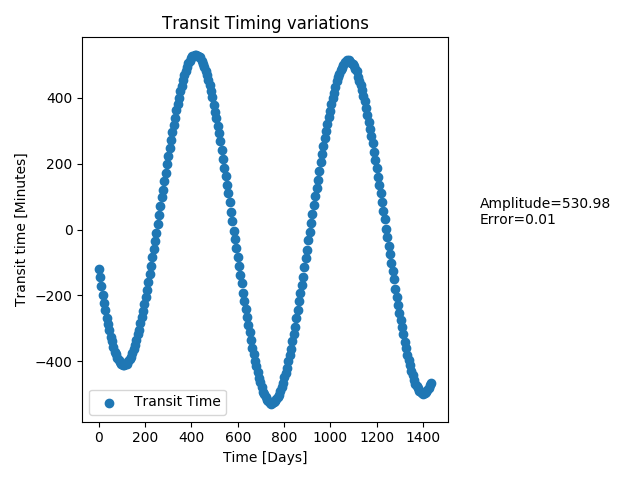 Transit Timing variations
Transit time [Minutes]
400
200
0
−200
−400
Amplitude=530.98
Error=0.01
Transit Time
0 200 400 600 800 1000 1200 1400
Time [Days]